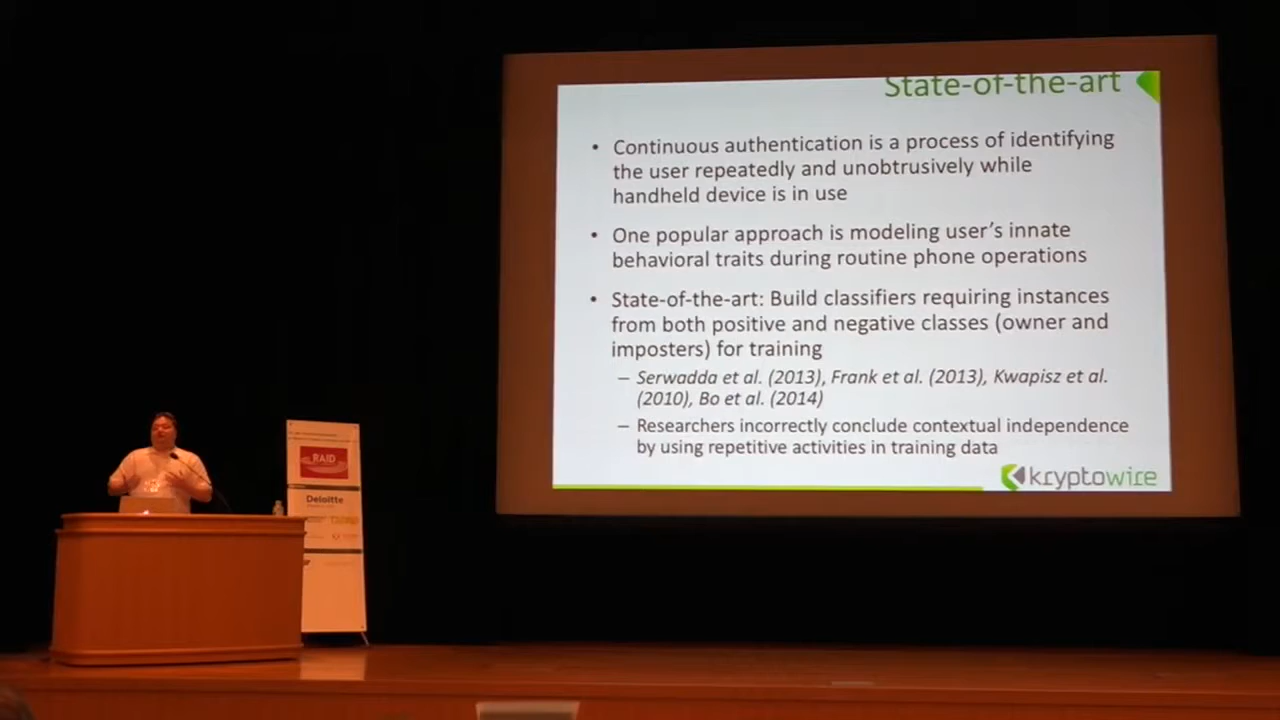 State-of-the-art
• Continuous authentication is a process of identifying
the user repeatedly and unobtrusively while
handheld device is in use
• One popular approach is modeling user's innate
behavioral traits during routine phone operations
• State-of-the-art: Build classifiers requiring instances
from both positive and negative classes (owner and
imposters) for training
– Serwadda et al. (2013), Frank et al. (2013), Kwapisz et al.
(2010), Bo et al. (2014)
– Researchers incorrectly conclude contextual independence
by using repetitive activities in training data
kryptowire
RAID
Deloitte